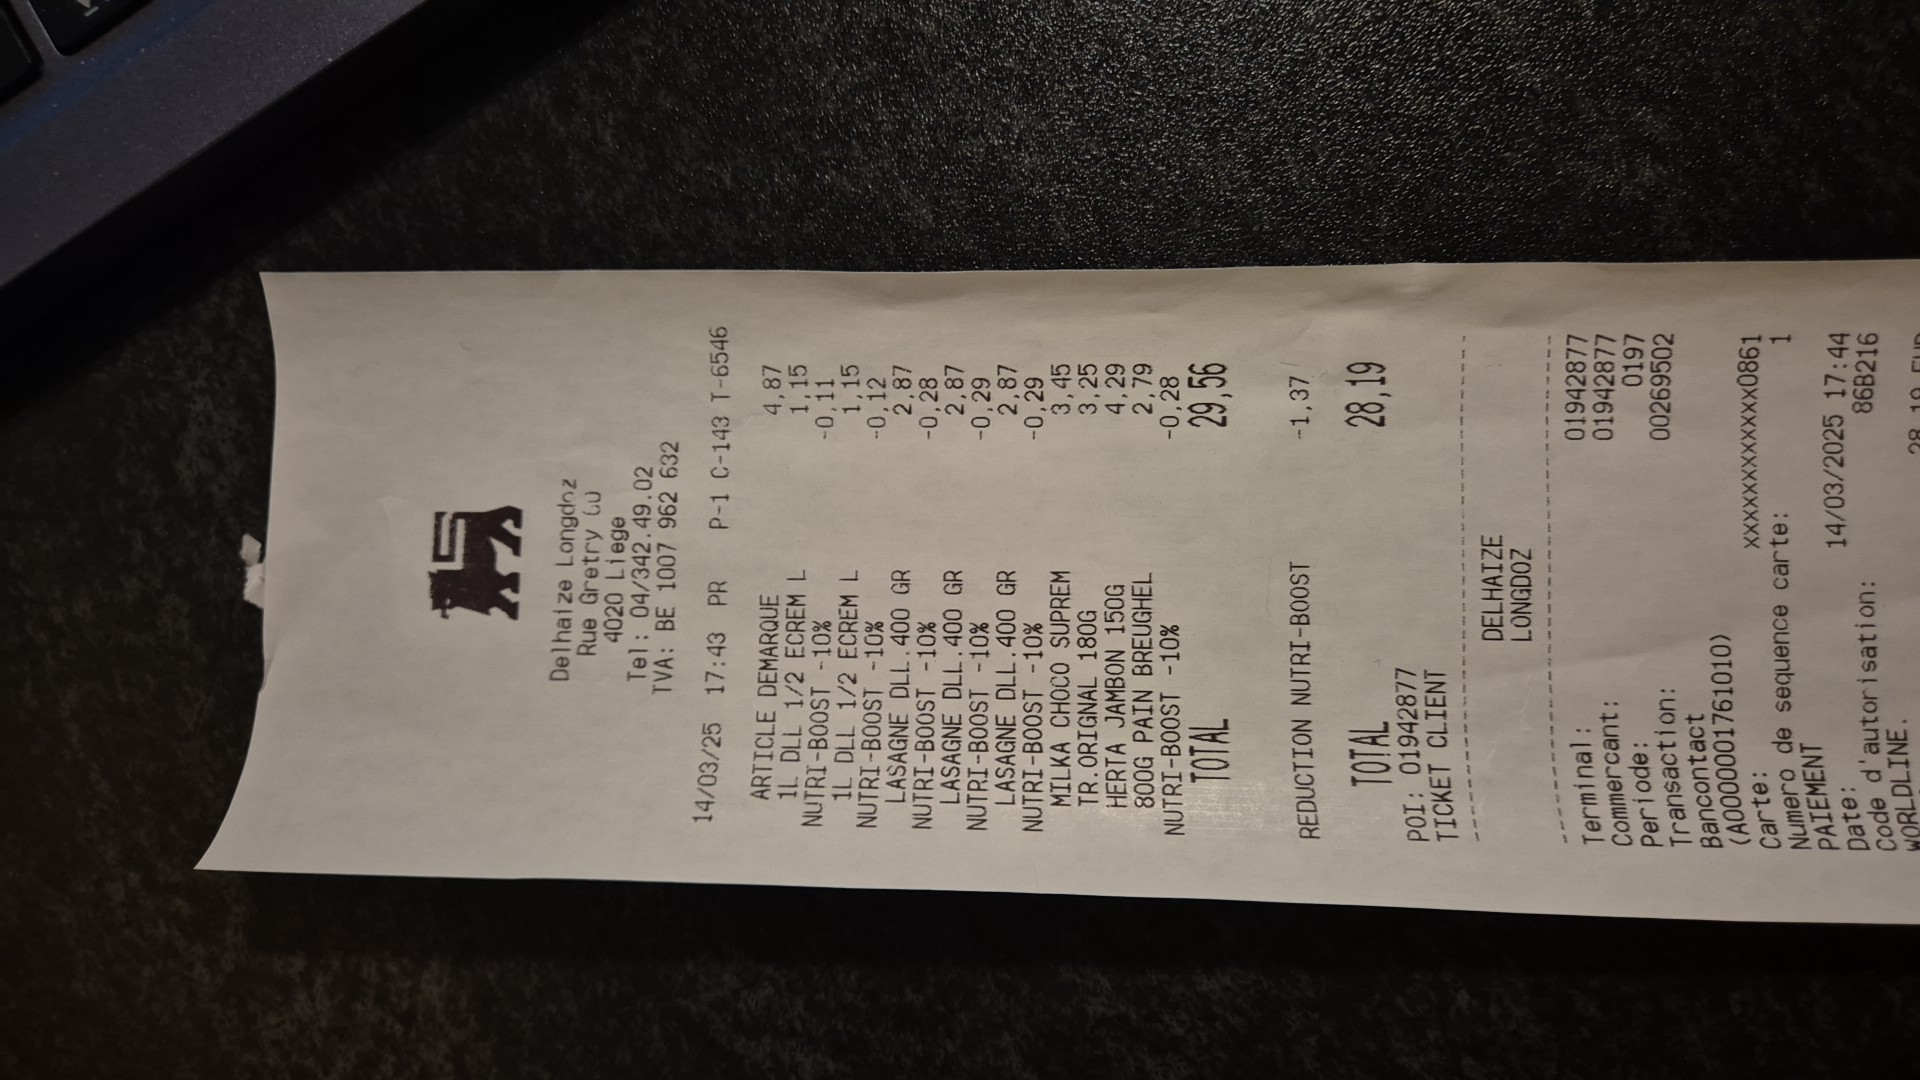 Delhaize Longdoz
Rue Gretry
4020 Liege
Tel : 04/342.49.02
TVA: BE 1007 962 632
14/03/25 17:43 PR P-1 C-143 T-6546
ARTICLE DEMARQUE 4,87
1L DLL 1/2 ECREM L 1,15
NUTRI-BOOST -10% -0,11
1L DLL 1/2 ECREM L 1,15
NUTRI-BOOST -10% -0,12
LASAGNE DLL.400 GR 2,87
NUTRI-BOOST -10% -0,28
LASAGNE DLL.400 GR 2,87
NUTRI-BOOST -10% -0,29
LASAGNE DLL.400 GR 2,87
NUTRI-BOOST -10% -0,29
MILKA CHOCO SUPREM 3,45
TR.ORIGNAL 180G 3,25
HERTA JAMBON 150G 4,29
800G PAIN BREUGHEL 2,79
NUTRI-BOOST -10% -0,28
TOTAL 29,56
REDUCTION NUTRI-BOOST -1,37
TOTAL 28,19
POI: 01942877
TICKET CLIENT
DELHAIZE
LONGDOZ
Terminal: 01942877
Commercant: 01942877
Periode: 0197
Transaction: 00269502
Bancontact
(A0000001761010)
Carte: XXXXXXXXXXXXX0861
Numero de sequence carte: 1
PAIEMENT
Date: 14/03/2025 17:44
Code d'autorisation: 86B216
WORLDLINE.